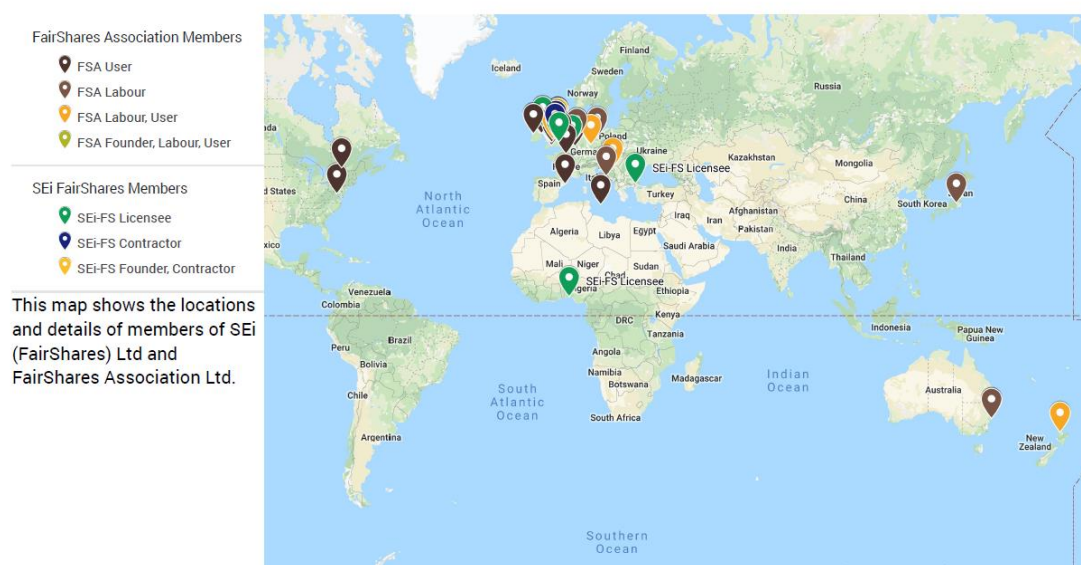 FairShares Association Members
FSA User
FSA Labour
FSA Labour, User
FSA Founder, Labour, User
SEi FairShares Members
SEi-FS Licensee
SEi-FS Contractor
SEi-FS Founder, Contractor
This map shows the locations
and details of members of SEi
(FairShares) Ltd and
FairShares Association Ltd.
Iceland
Finland
Sweden
Norway
Russia
Poland
Ukraine
Kazakhstan
Mongolia
SEi-FS Licensee
Spain
Turkey
China
South Korea
North
Atlantic
Ocean
Iraq
Iran
Afghanistan
Pakistan
Algeria
Libya
Egypt
Saudi Arabia
India
Thailand
Mali
Niger
Chad
Sudan
SEi-FS Licensee
Ethiopia
Venezuela
Colombia
DRC
Kenya
Tanzania
Indonesia
Papua New
Guinea
Peru
Brazil
Bolivia
Angola
Namibia
Botswana
Madagascar
Indian
Ocean
Australia
Chile
South
Atlantic
Ocean
South Africa
Argentina
New
Zealand
Southern
Ocean